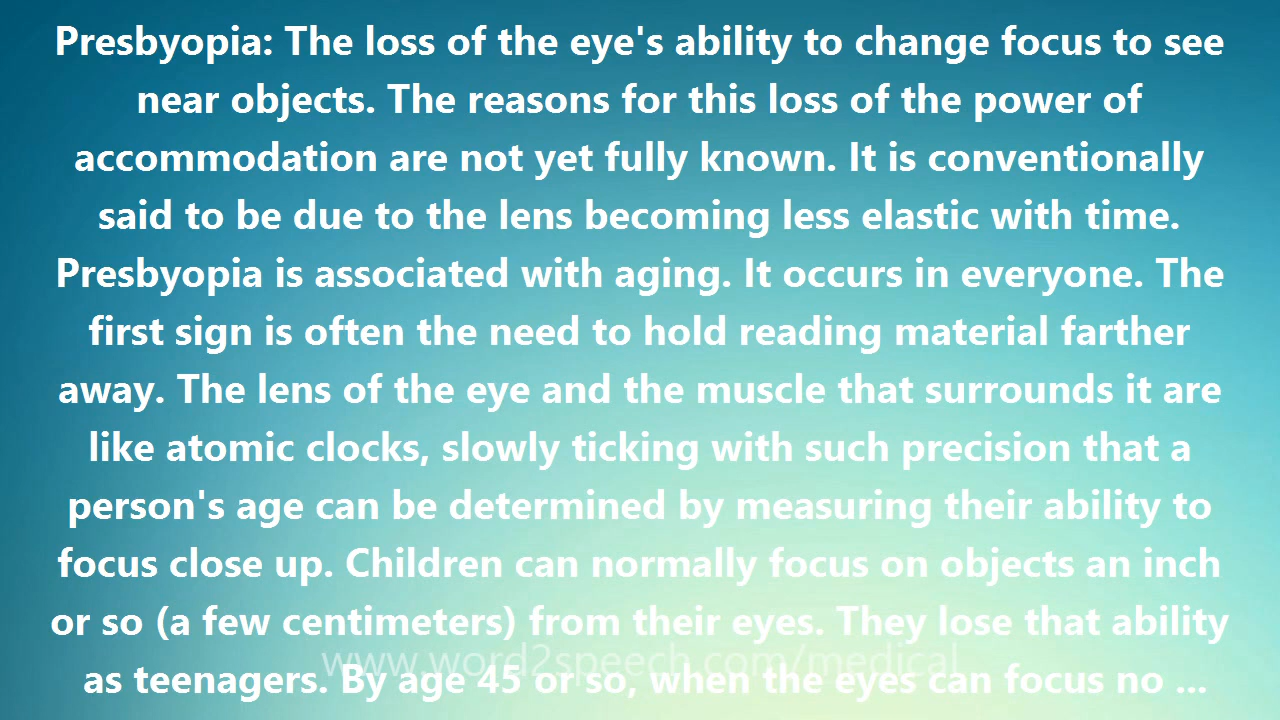 Presbyopia: The loss of the eye's ability to change focus to see
near objects. The reasons for this loss of the power of
accommodation are not yet fully known. It is conventionally
said to be due to the lens becoming less elastic with time.
Presbyopia is associated with aging. It occurs in everyone. The
first sign is often the need to hold reading material farther
away. The lens of the eye and the muscle that surrounds it are
like atomic clocks, slowly ticking with such precision that a
person's age can be determined by measuring their ability to
focus close up. Children can normally focus on objects an inch
or so (a few centimeters) from their eyes. They lose that ability
www.word2speech.com/medical
as teenagers. By age 45 or so, when the eyes can focus no ...